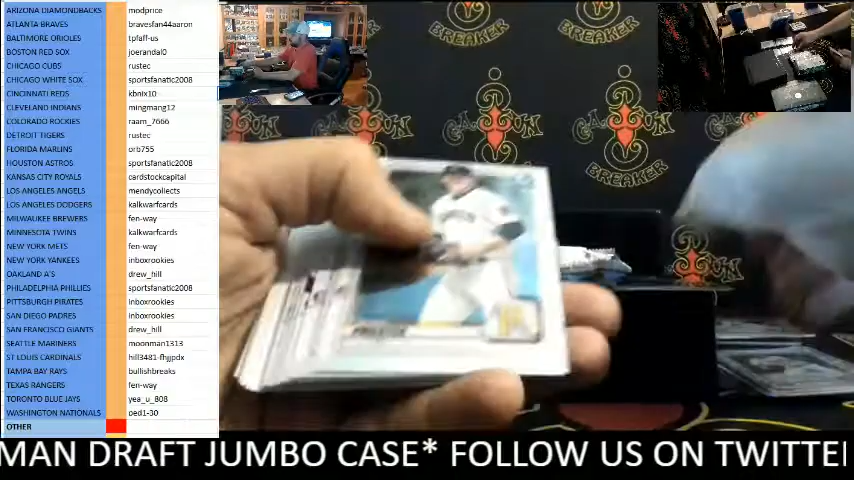 ARIZONA DIAMONDBACKS modprice
ATLANTA BRAVES bravesfan44aaron
BALTIMORE ORIOLES tpfaff-us
BOSTON RED SOX joerandal0
CHICAGO CUBS rustec
CHICAGO WHITE SOX sportsfanatic2008
CINCINNATI REDS kbnix10
CLEVELAND INDIANS mingmang12
COLORADO ROCKIES raam_7666
DETROIT TIGERS rustec
FLORIDA MARLINS orb755
HOUSTON ASTROS sportsfanatic2008
KANSAS CITY ROYALS cardstockcapital
LOS ANGELES ANGELS mendycollects
LOS ANGELES DODGERS kalkwarfcards
MILWAUKEE BREWERS fen-way
MINNESOTA TWINS kalkwarfcards
NEW YORK METS fen-way
NEW YORK YANKEES inboxrookies
OAKLAND A'S drew_hill
PHILADELPHIA PHILLIES sportsfanatic2008
PITTSBURGH PIRATES inboxrookies
SAN DIEGO PADRES inboxrookies
SAN FRANCISCO GIANTS drew_hill
SEATTLE MARINERS moonman1313
ST LOUIS CARDINALS hill3481-fhjjpdx
TAMPA BAY RAYS bullishbreaks
TEXAS RANGERS fen-way
TORONTO BLUE JAYS yea_u_808
WASHINGTON NATIONALS ped1-30
OTHER
BREAKER
BREAKER
BREAKER
BREAKER
MAN DRAFT JUMBO CASE* FOLLOW US ON TWITTE